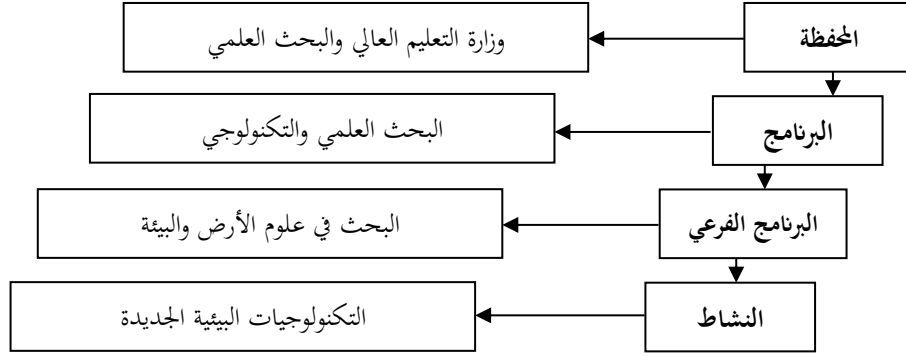 المحفظة
وزارة التعليم العالي والبحث العلمي
البرنامج
البحث العلمي والتكنولوجي
البرنامج الفرعي
البحث في علوم الأرض والبيئة
النشاط
التكنولوجيات البيئية الجديدة